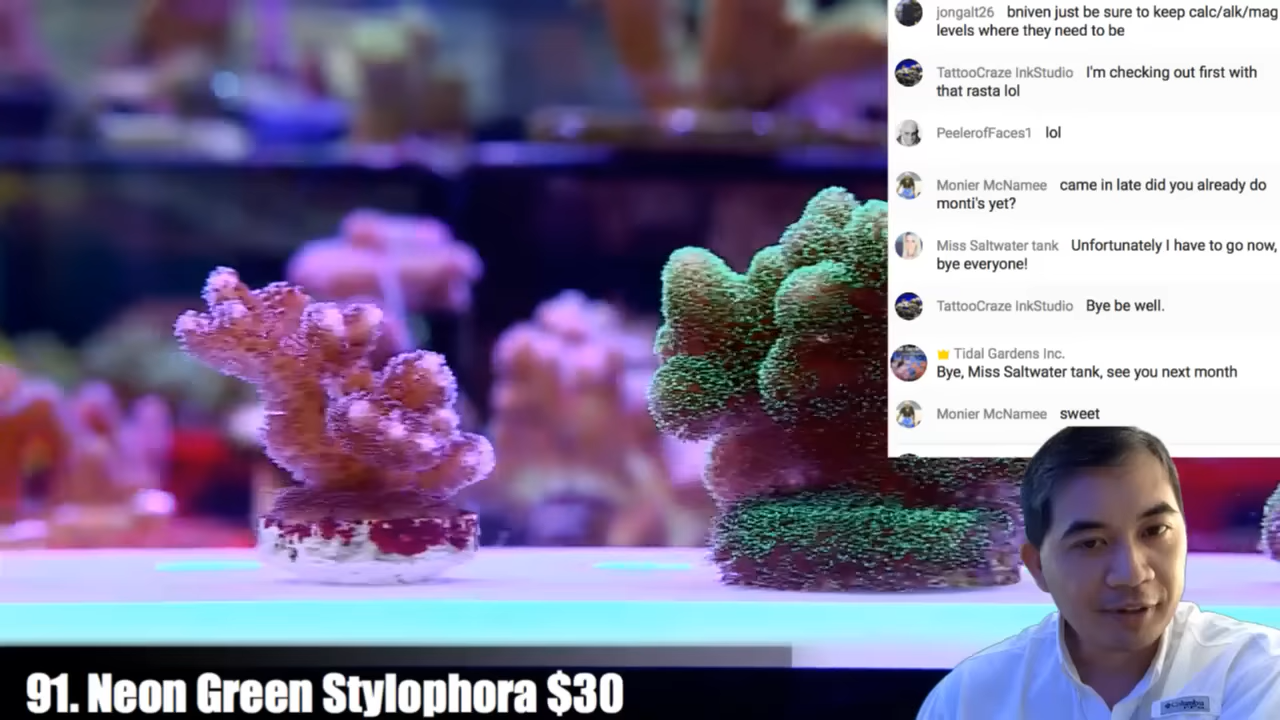 jongalt26 bniven just be sure to keep calc/alk/mag
levels where they need to be
TattooCraze InkStudio I'm checking out first with
that rasta lol
PeelerofFaces1 lol
Monier McNamee came in late did you already do
monti's yet?
Miss Saltwater tank Unfortunately I have to go now,
bye everyone!
TattooCraze InkStudio Bye be well.
Tidal Gardens Inc.
Bye, Miss Saltwater tank, see you next month
Monier McNamee sweet
Columbia
91. Neon Green Stylophora $30